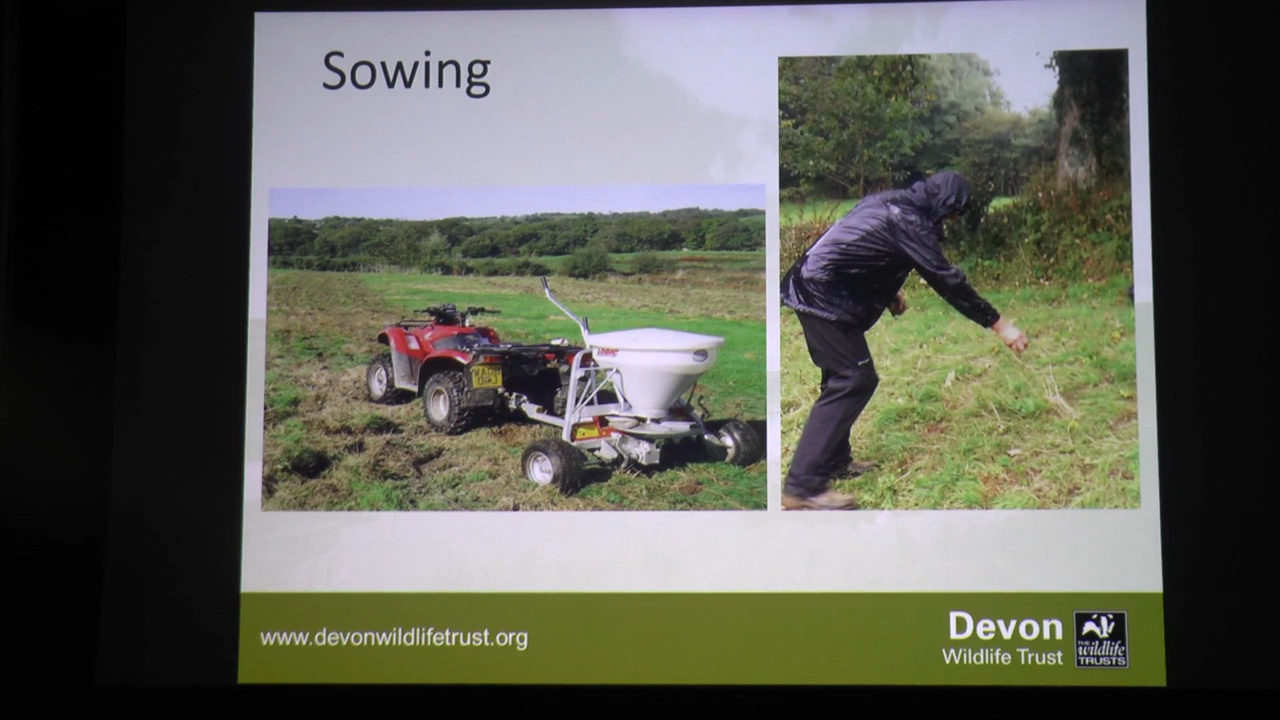 Sowing
www.devonwildlifetrust.org
Devon
Wildlife Trust
THE
wildlife
TRUSTS